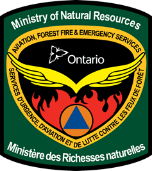 Ministry of Natural Resources
AVIATION, FOREST FIRE & EMERGENCY SERVICES
Ontario
SERVICES D'URGENCE, D'AVIATION ET DE LUTTE CONTRE LES FEUX DE FORÊT
Ministère des Richesses naturelles